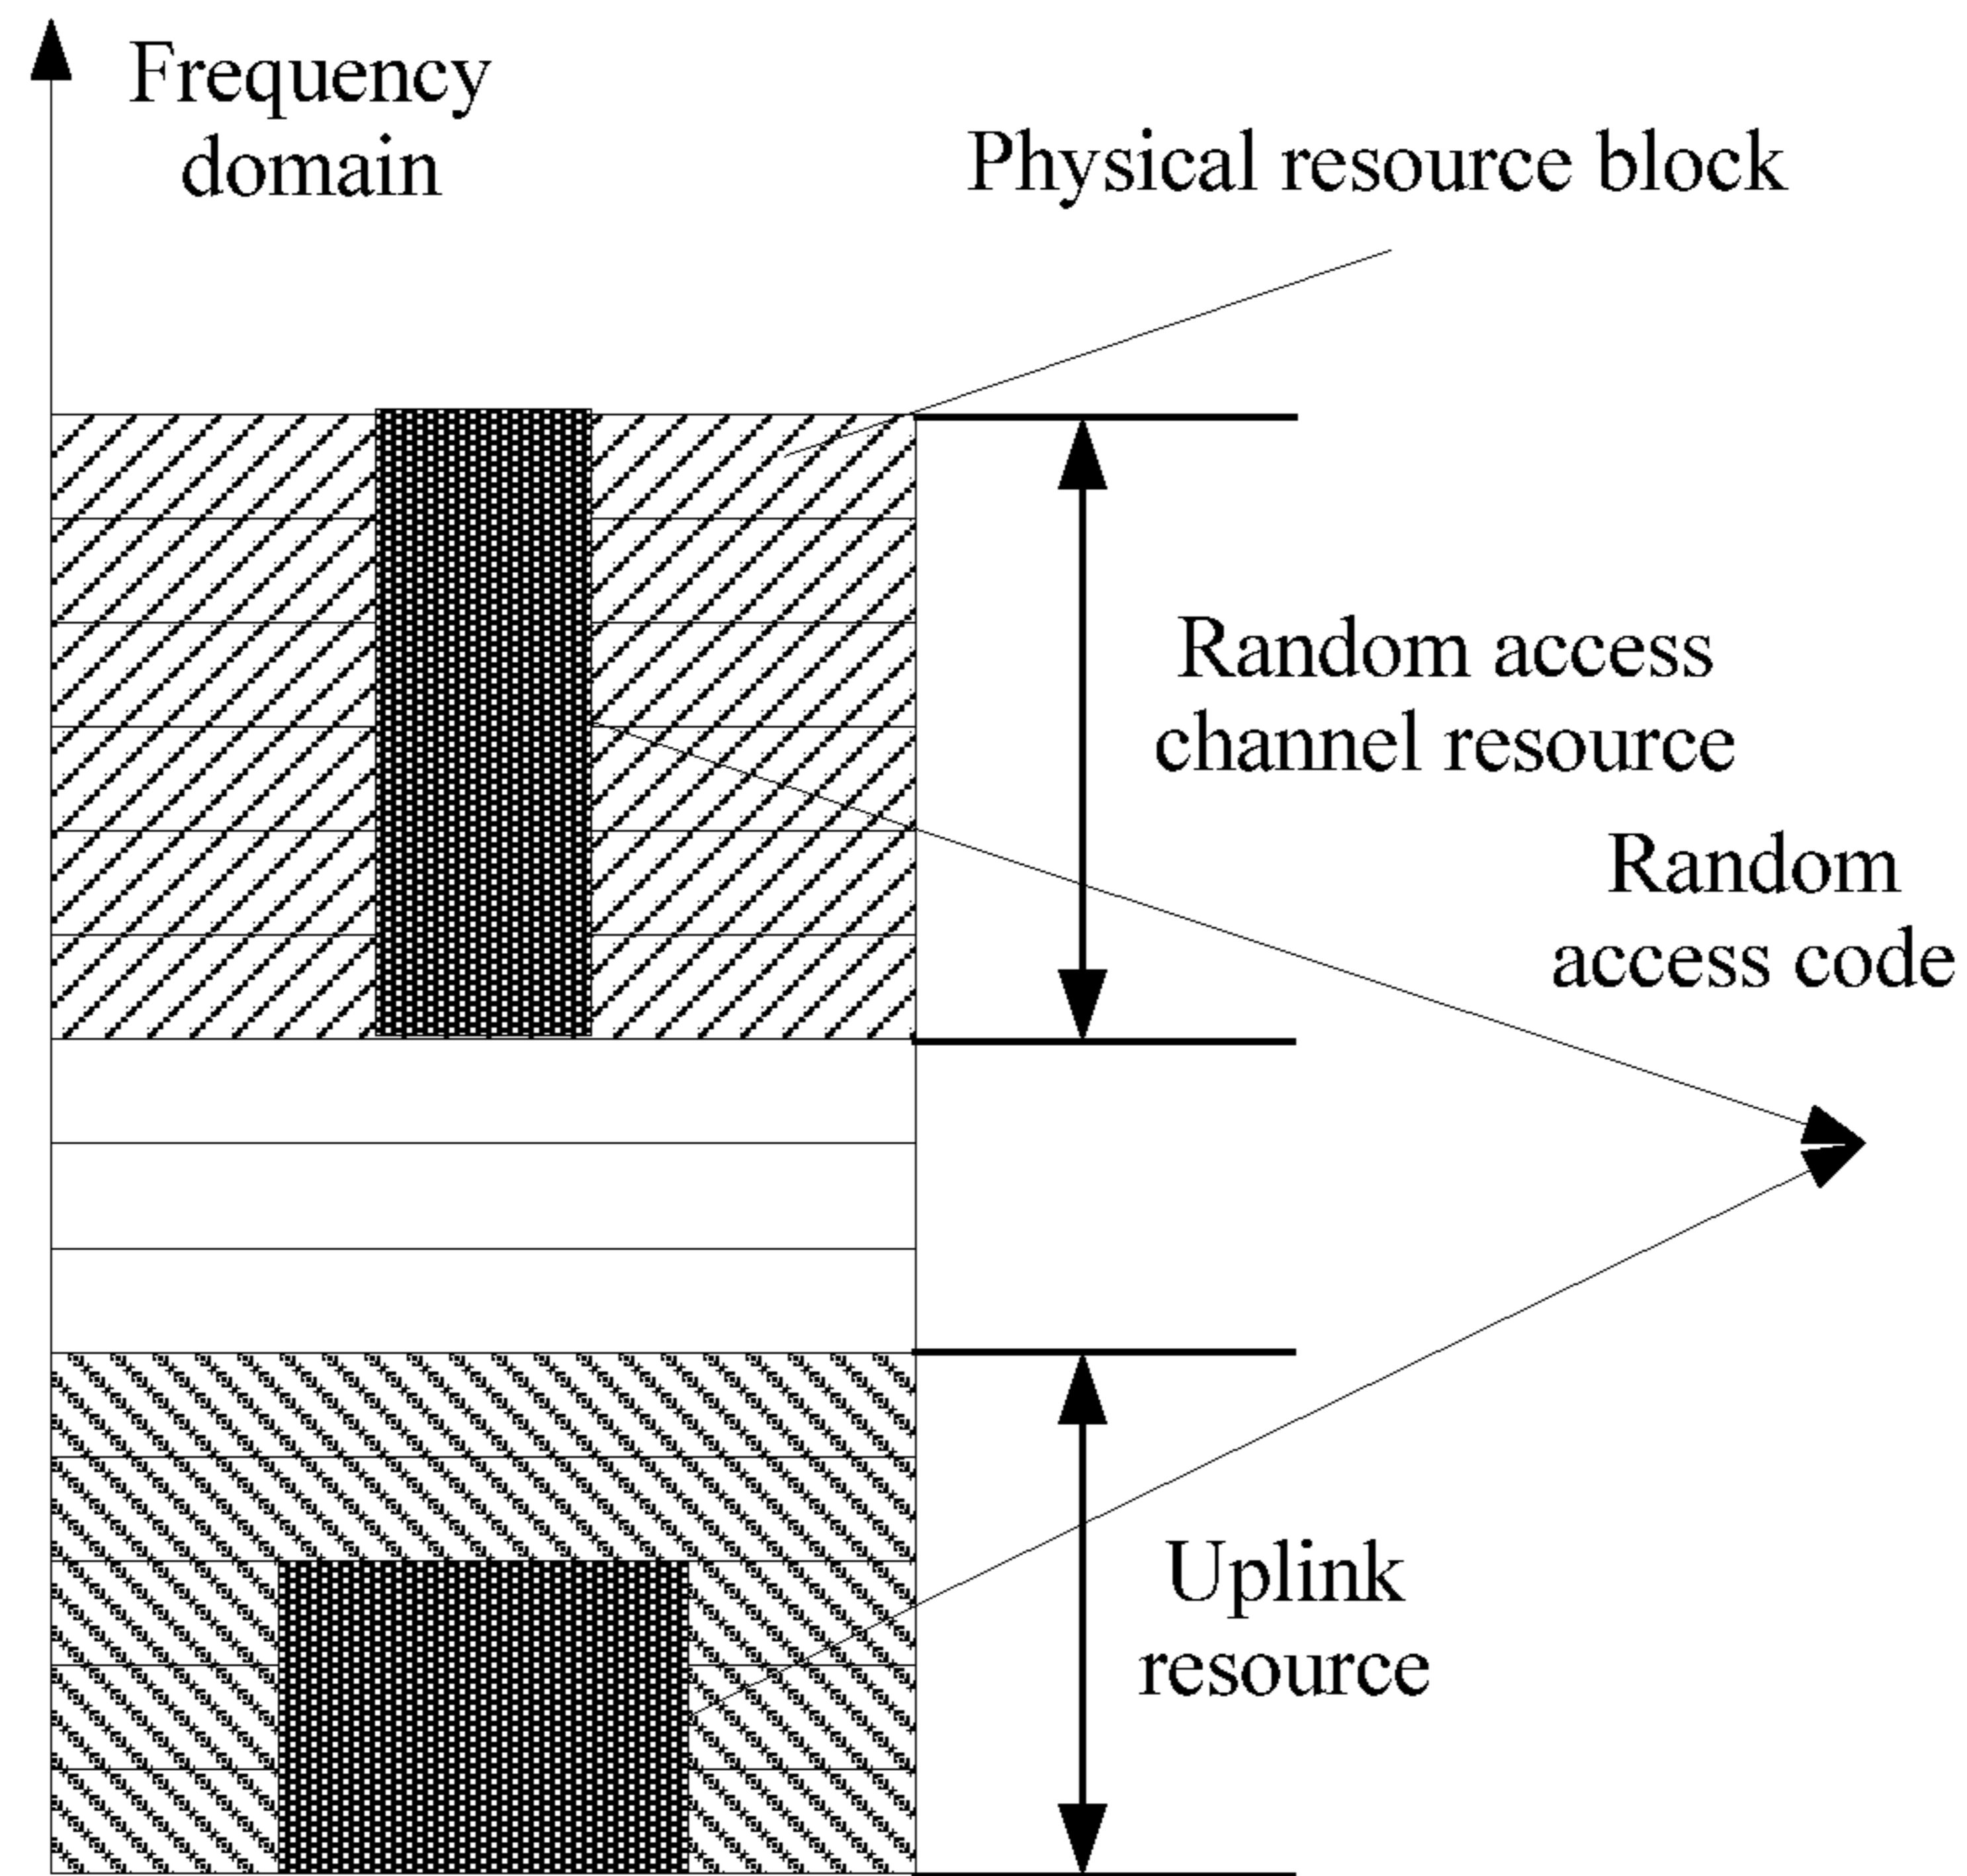 Frequency
domain
Physical resource block
Random access
channel resource
Random
access code
Uplink
resource